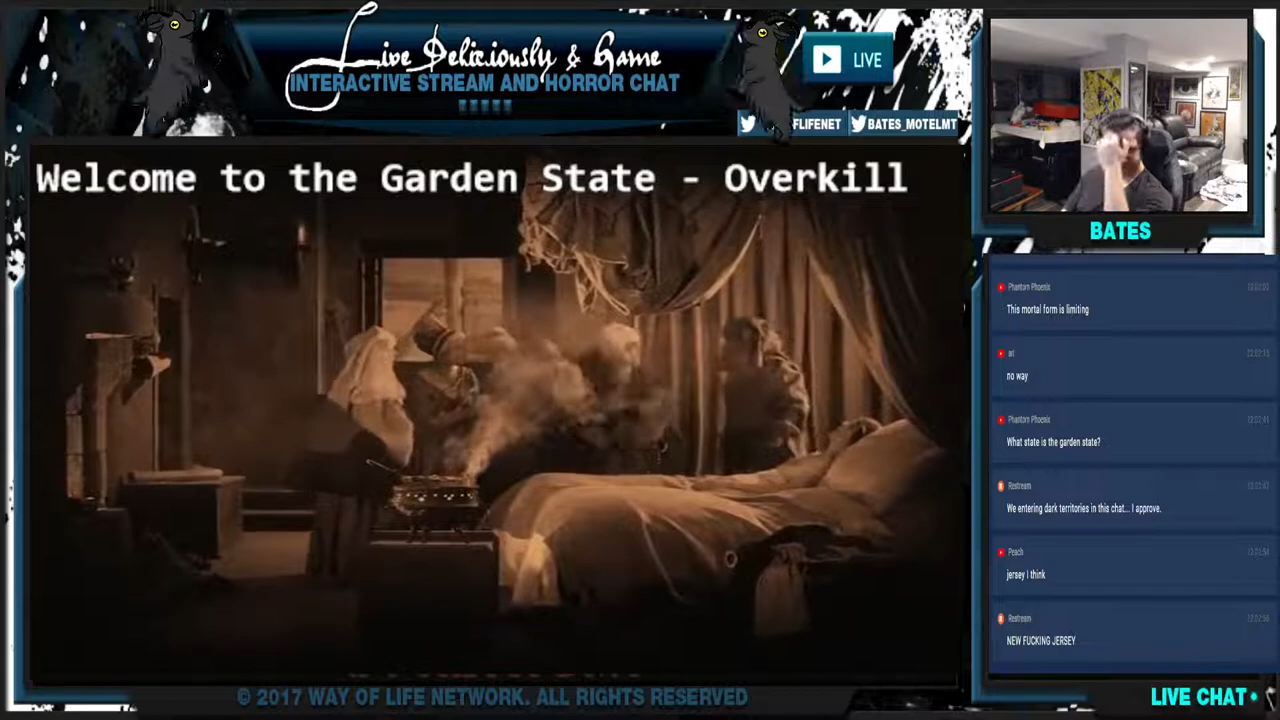 Live Deliciously & Game
INTERACTIVE STREAM AND HORROR CHAT
LIVE
FLIFENET
BATES_MOTELMT
Welcome to the Garden State - Overkill
BATES
Phantom Phoenix
This mortal form is limiting
no way
Phantom Phoenix
What state is the garden state?
Restream
We entering dark territories in this chat... I approve.
Peach
jersey I think
Restream
NEW FUCKING JERSEY
© 2017 WAY OF LIFE NETWORK. ALL RIGHTS RESERVED
LIVE CHAT